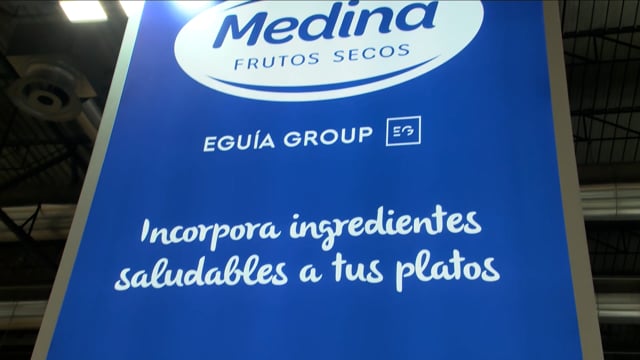 Medina
FRUTOS SECOS
EGUÍA GROUP EG
Incorpora ingredientes
saludables a tus platos